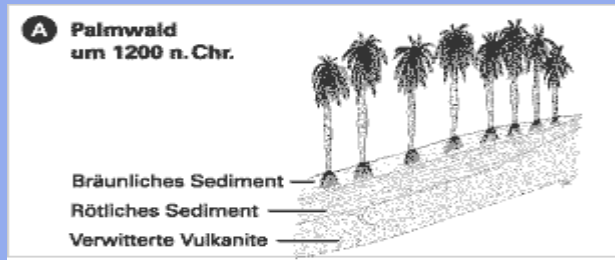 A Palmwald
um 1200 n. Chr.
Bräunliches Sediment
Rötliches Sediment
Verwitterte Vulkanite